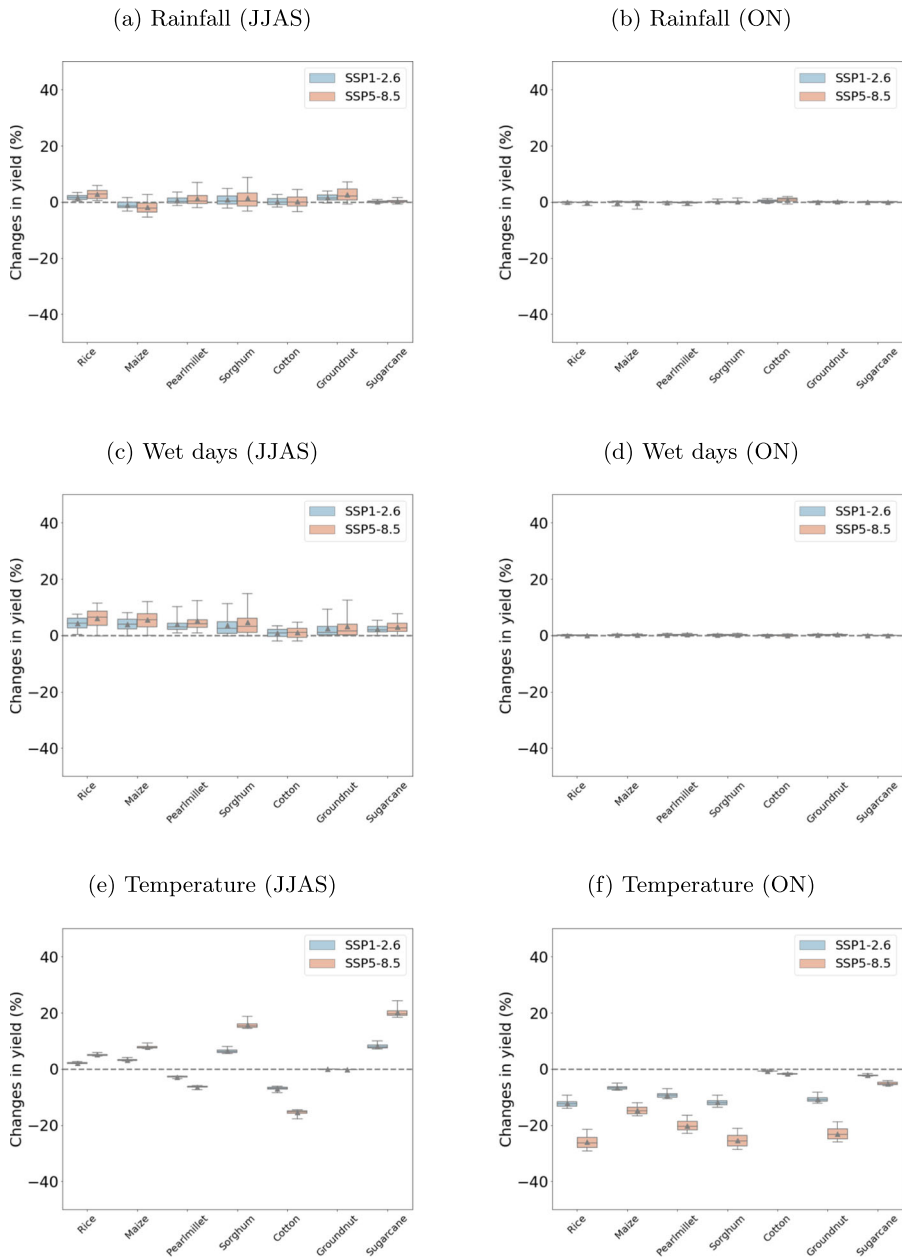 (a) Rainfall (JJAS)
Changes in yield (%)
40
20
0
−20
−40
SSP1-2.6
SSP5-8.5
Rice
Maize
Pearlmillet
Sorghum
Cotton
Groundnut
Sugarcane
(b) Rainfall (ON)
Changes in yield (%)
40
20
0
−20
−40
SSP1-2.6
SSP5-8.5
Rice
Maize
Pearlmillet
Sorghum
Cotton
Groundnut
Sugarcane
(c) Wet days (JJAS)
Changes in yield (%)
40
20
0
−20
−40
SSP1-2.6
SSP5-8.5
Rice
Maize
Pearlmillet
Sorghum
Cotton
Groundnut
Sugarcane
(d) Wet days (ON)
Changes in yield (%)
40
20
0
−20
−40
SSP1-2.6
SSP5-8.5
Rice
Maize
Pearlmillet
Sorghum
Cotton
Groundnut
Sugarcane
(e) Temperature (JJAS)
Changes in yield (%)
40
20
0
−20
−40
SSP1-2.6
SSP5-8.5
Rice
Maize
Pearlmillet
Sorghum
Cotton
Groundnut
Sugarcane
(f) Temperature (ON)
Changes in yield (%)
40
20
0
−20
−40
SSP1-2.6
SSP5-8.5
Rice
Maize
Pearlmillet
Sorghum
Cotton
Groundnut
Sugarcane